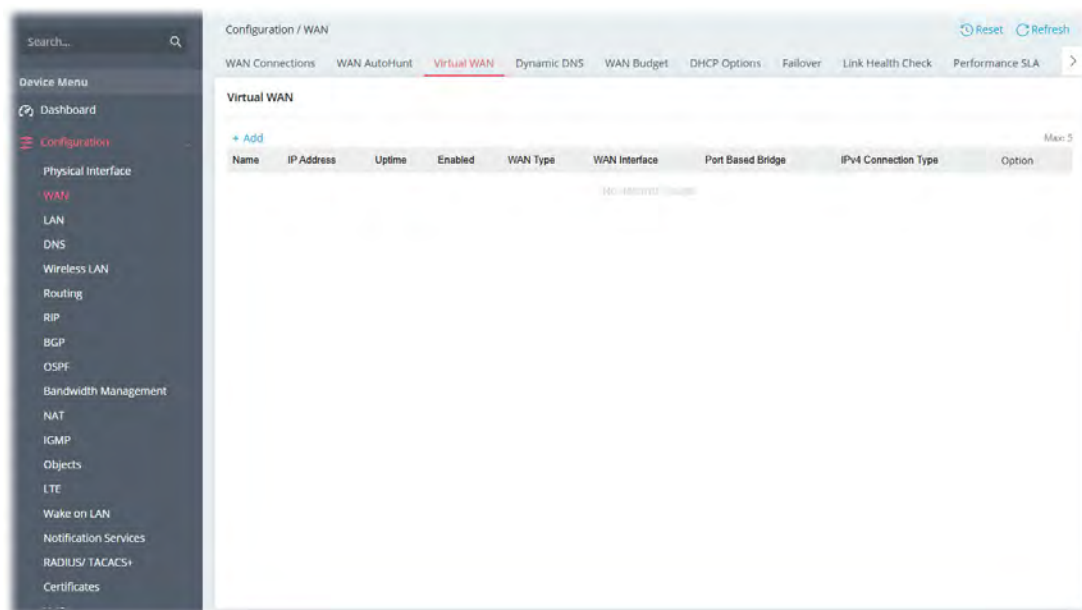 Search...
Device Menu
Dashboard
Configuration
Physical Interface
WAN
LAN
DNS
Wireless LAN
Routing
RIP
BGP
OSPF
Bandwidth Management
NAT
IGMP
Objects
LTE
Wake on LAN
Notification Services
RADIUS/ TACACS+
Certificates
Configuration / WAN
Reset Refresh
WAN Connections WAN AutoHunt Virtual WAN Dynamic DNS WAN Budget DHCP Options Failover Link Health Check Performance SLA >
Virtual WAN
+ Add Max: 5
Name IP Address Uptime Enabled WAN Type WAN Interface Port Based Bridge IPv4 Connection Type Option